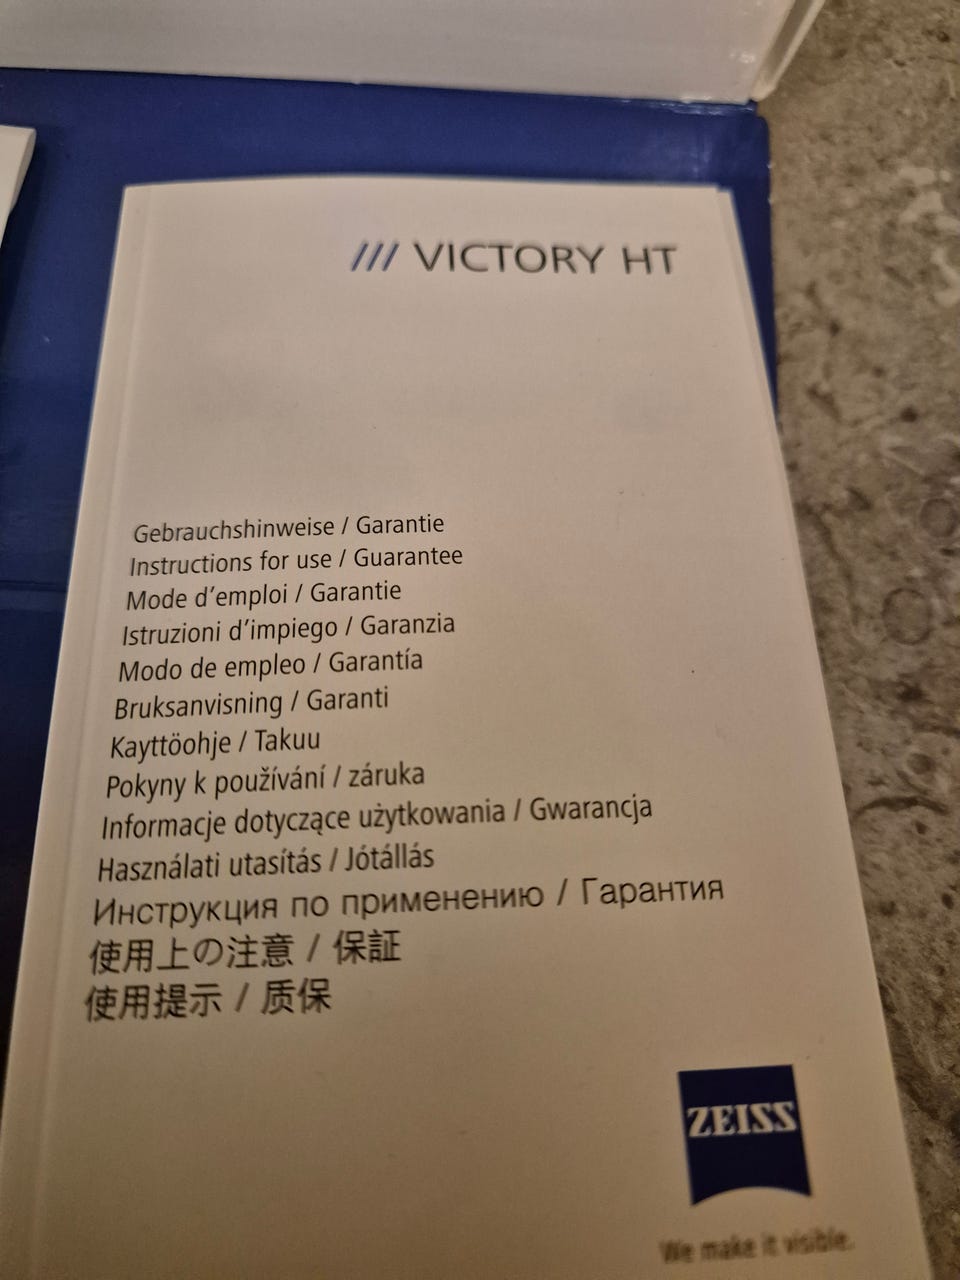 /// VICTORY HT
Gebrauchshinweise / Garantie
Instructions for use / Guarantee
Mode d'emploi / Garantie
Istruzioni d'impiego / Garanzia
Modo de empleo / Garantía
Bruksanvisning / Garanti
Kayttöohje / Takuu
Pokyny k používání / záruka
Informacje dotyczące użytkowania / Gwarancja
Használati utasítás / Jótállás
Инструкция по применению / Гарантия
使用上の注意 / 保証
使用提示 / 质保
ZEISS
We make it visible.